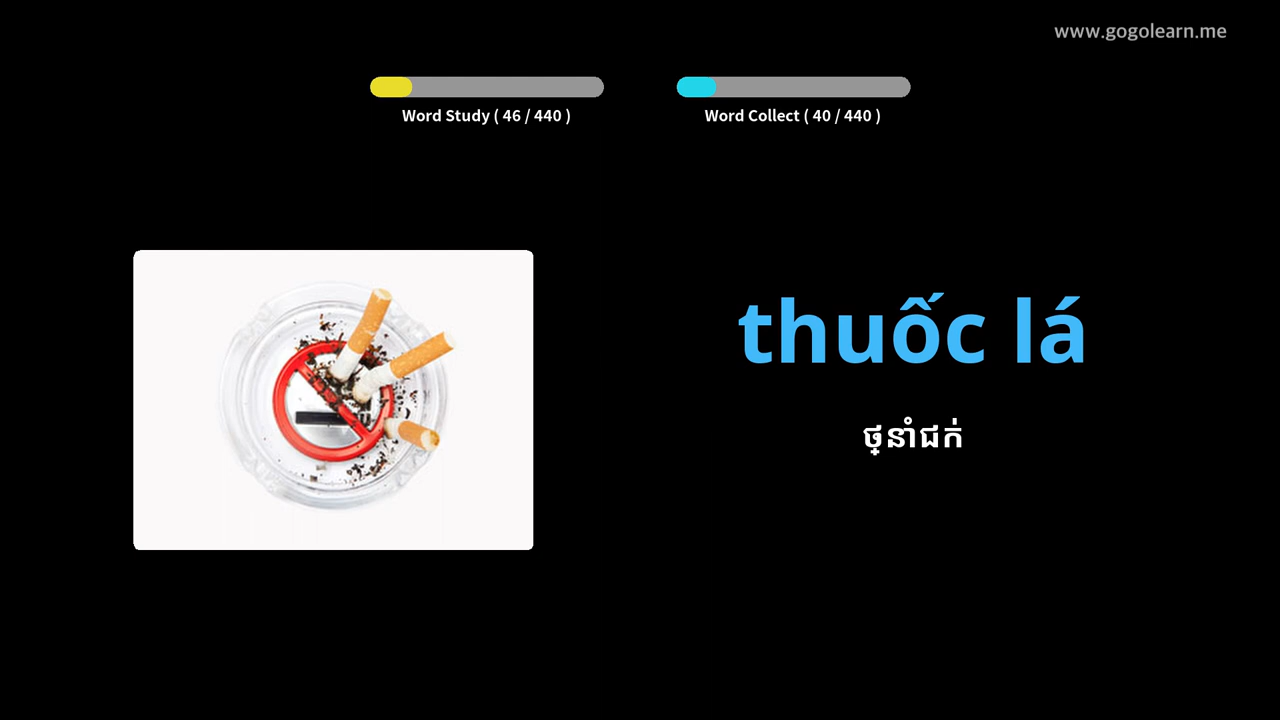 www.gogolearn.me
Word Study ( 46 / 440 )
Word Collect ( 40 / 440 )
thuốc lá
ថ្នាំជក់